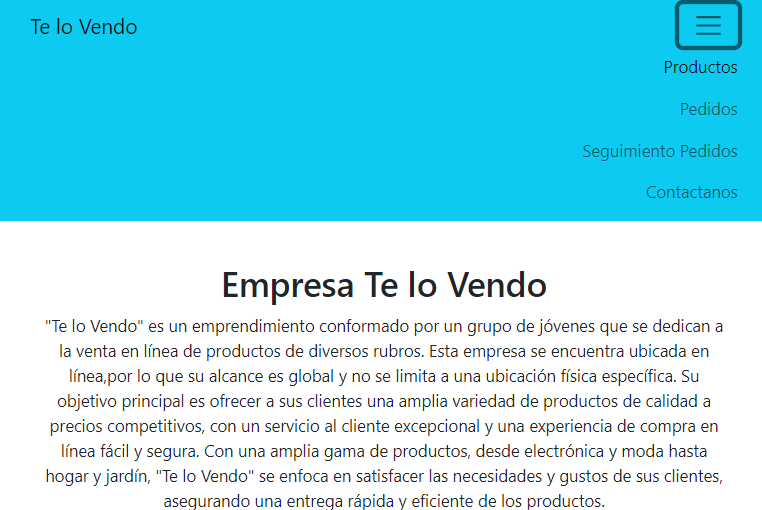 Te lo Vendo
Productos
Pedidos
Seguimiento Pedidos
Contactanos
Empresa Te lo Vendo
"Te lo Vendo" es un emprendimiento conformado por un grupo de jóvenes que se dedican a
la venta en línea de productos de diversos rubros. Esta empresa se encuentra ubicada en
línea,por lo que su alcance es global y no se limita a una ubicación física específica. Su
objetivo principal es ofrecer a sus clientes una amplia variedad de productos de calidad a
precios competitivos, con un servicio al cliente excepcional y una experiencia de compra en
línea fácil y segura. Con una amplia gama de productos, desde electrónica y moda hasta
hogar y jardín, "Te lo Vendo" se enfoca en satisfacer las necesidades y gustos de sus clientes,
asegurando una entrega rápida y eficiente de los productos.